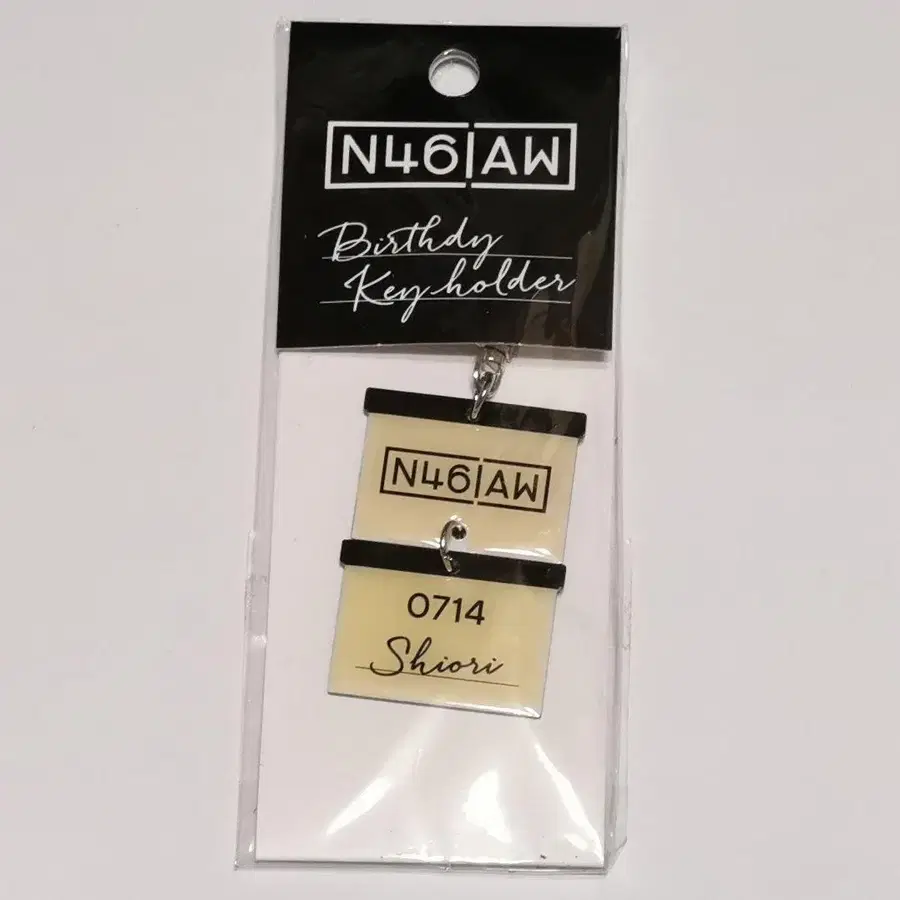 N46|AW
Birthdy
Key holder
N46|AW
0714
Shiori